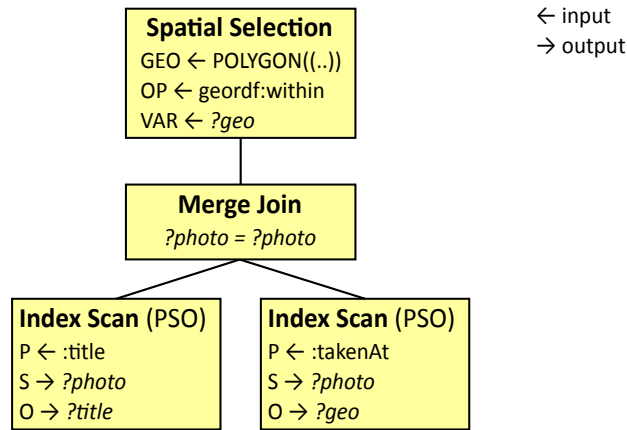 Spatial Selection
GEO ← POLYGON((..))
OP ← geordf:within
VAR ← ?geo
← input
→ output
Merge Join
?photo = ?photo
Index Scan (PSO)
P ← :title
S → ?photo
O → ?title
Index Scan (PSO)
P ← :takenAt
S → ?photo
O → ?geo